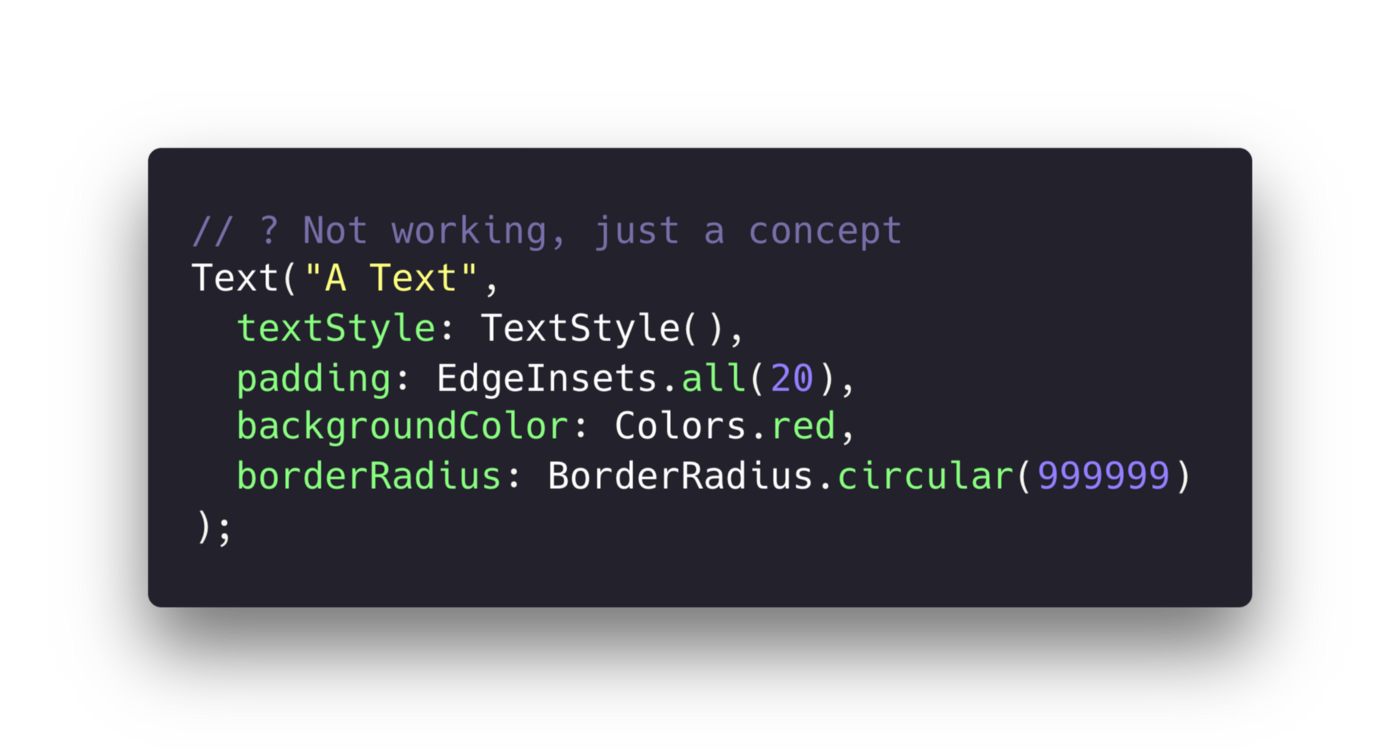 // ? Not working, just a concept
Text("A Text",
  textStyle: TextStyle(),
  padding: EdgeInsets.all(20),
  backgroundColor: Colors.red,
  borderRadius: BorderRadius.circular(999999)
);